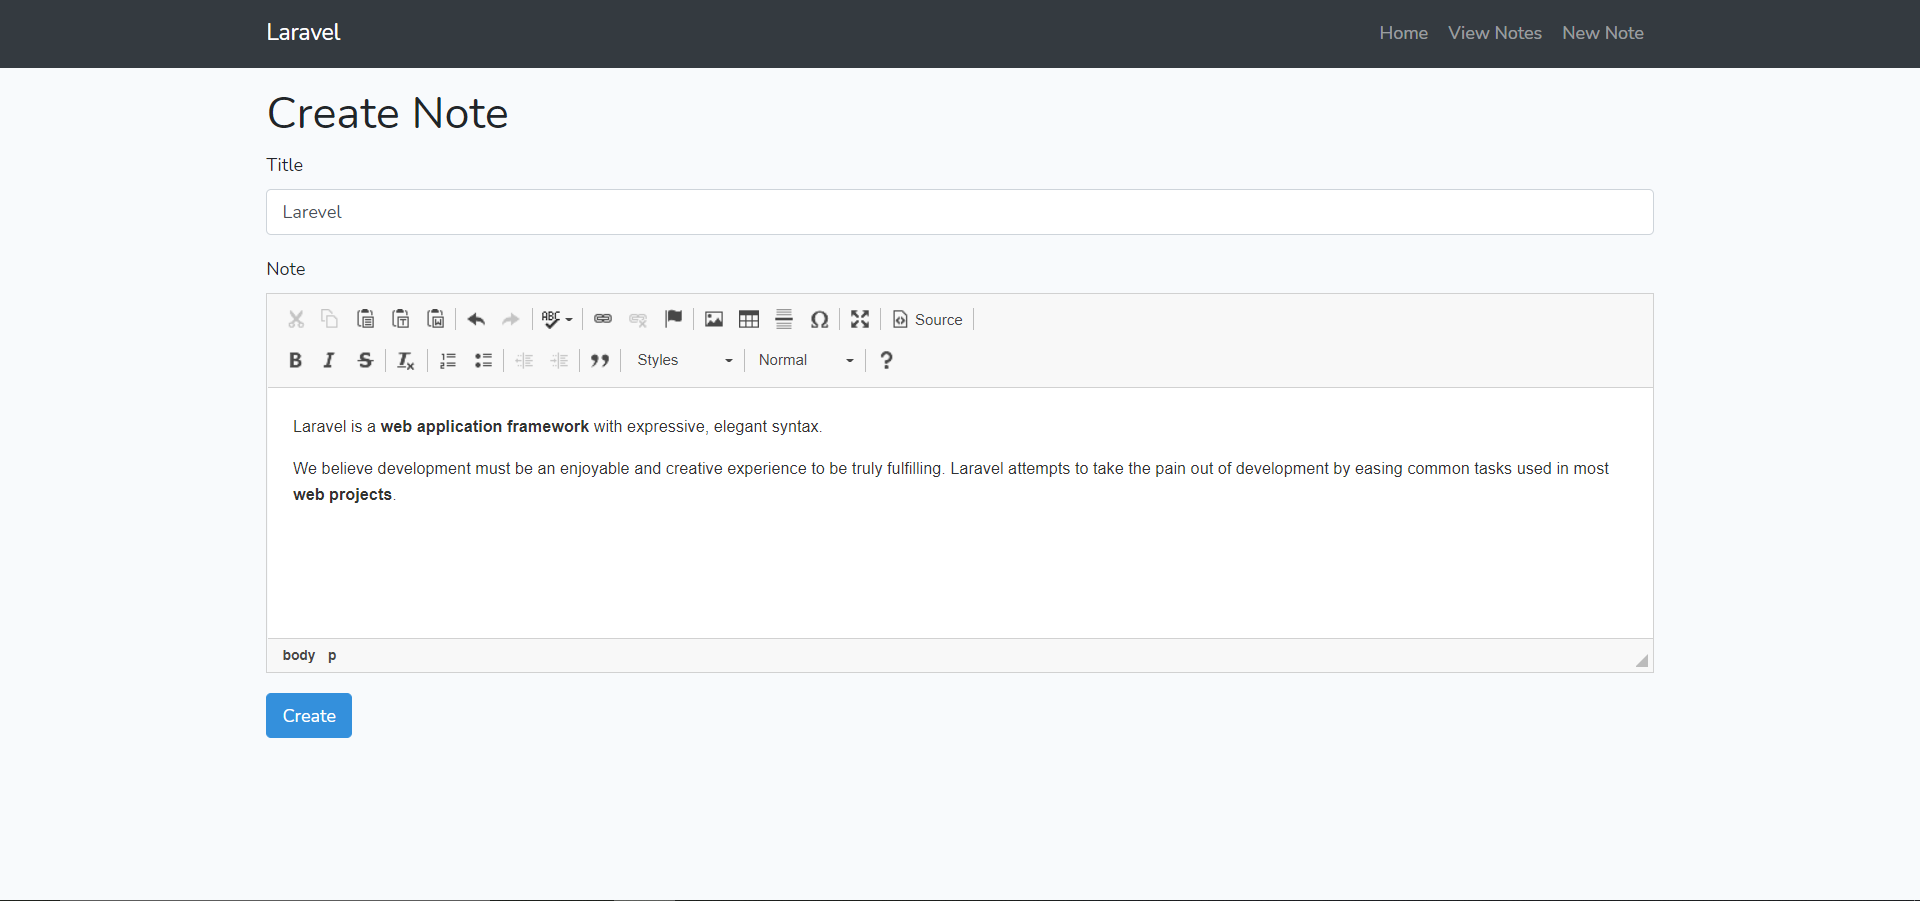 Laravel
Home View Notes New Note
Create Note
Title
Larevel
Note
ABC Source
Styles Normal
Laravel is a web application framework with expressive, elegant syntax.
We believe development must be an enjoyable and creative experience to be truly fulfilling. Laravel attempts to take the pain out of development by easing common tasks used in most
web projects.
body p
Create